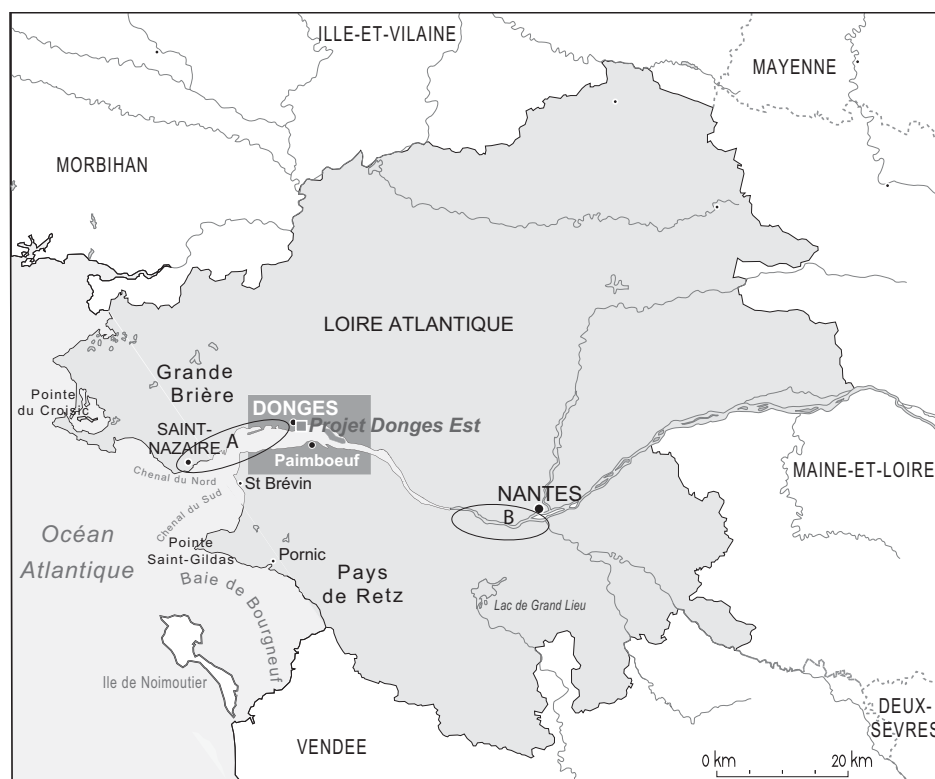 ILLE-ET-VILAINE
MAYENNE
MORBIHAN
LOIRE ATLANTIQUE
Grande
Brière
Pointe
du Croisic
DONGES
Projet Donges Est
SAINT-
NAZAIRE
A
Paimboeuf
MAINE-ET-LOIRE
Chenal du Nord
St Brévin
NANTES
B
Chenal du Sud
Océan
Atlantique
Pointe
Saint-Gildas
Pornic
Baie de Bourgneuf
Pays
de Retz
Lac de Grand Lieu
Ile de Noimoutier
DEUX-
SEVRES
VENDEE
0 km
20 km